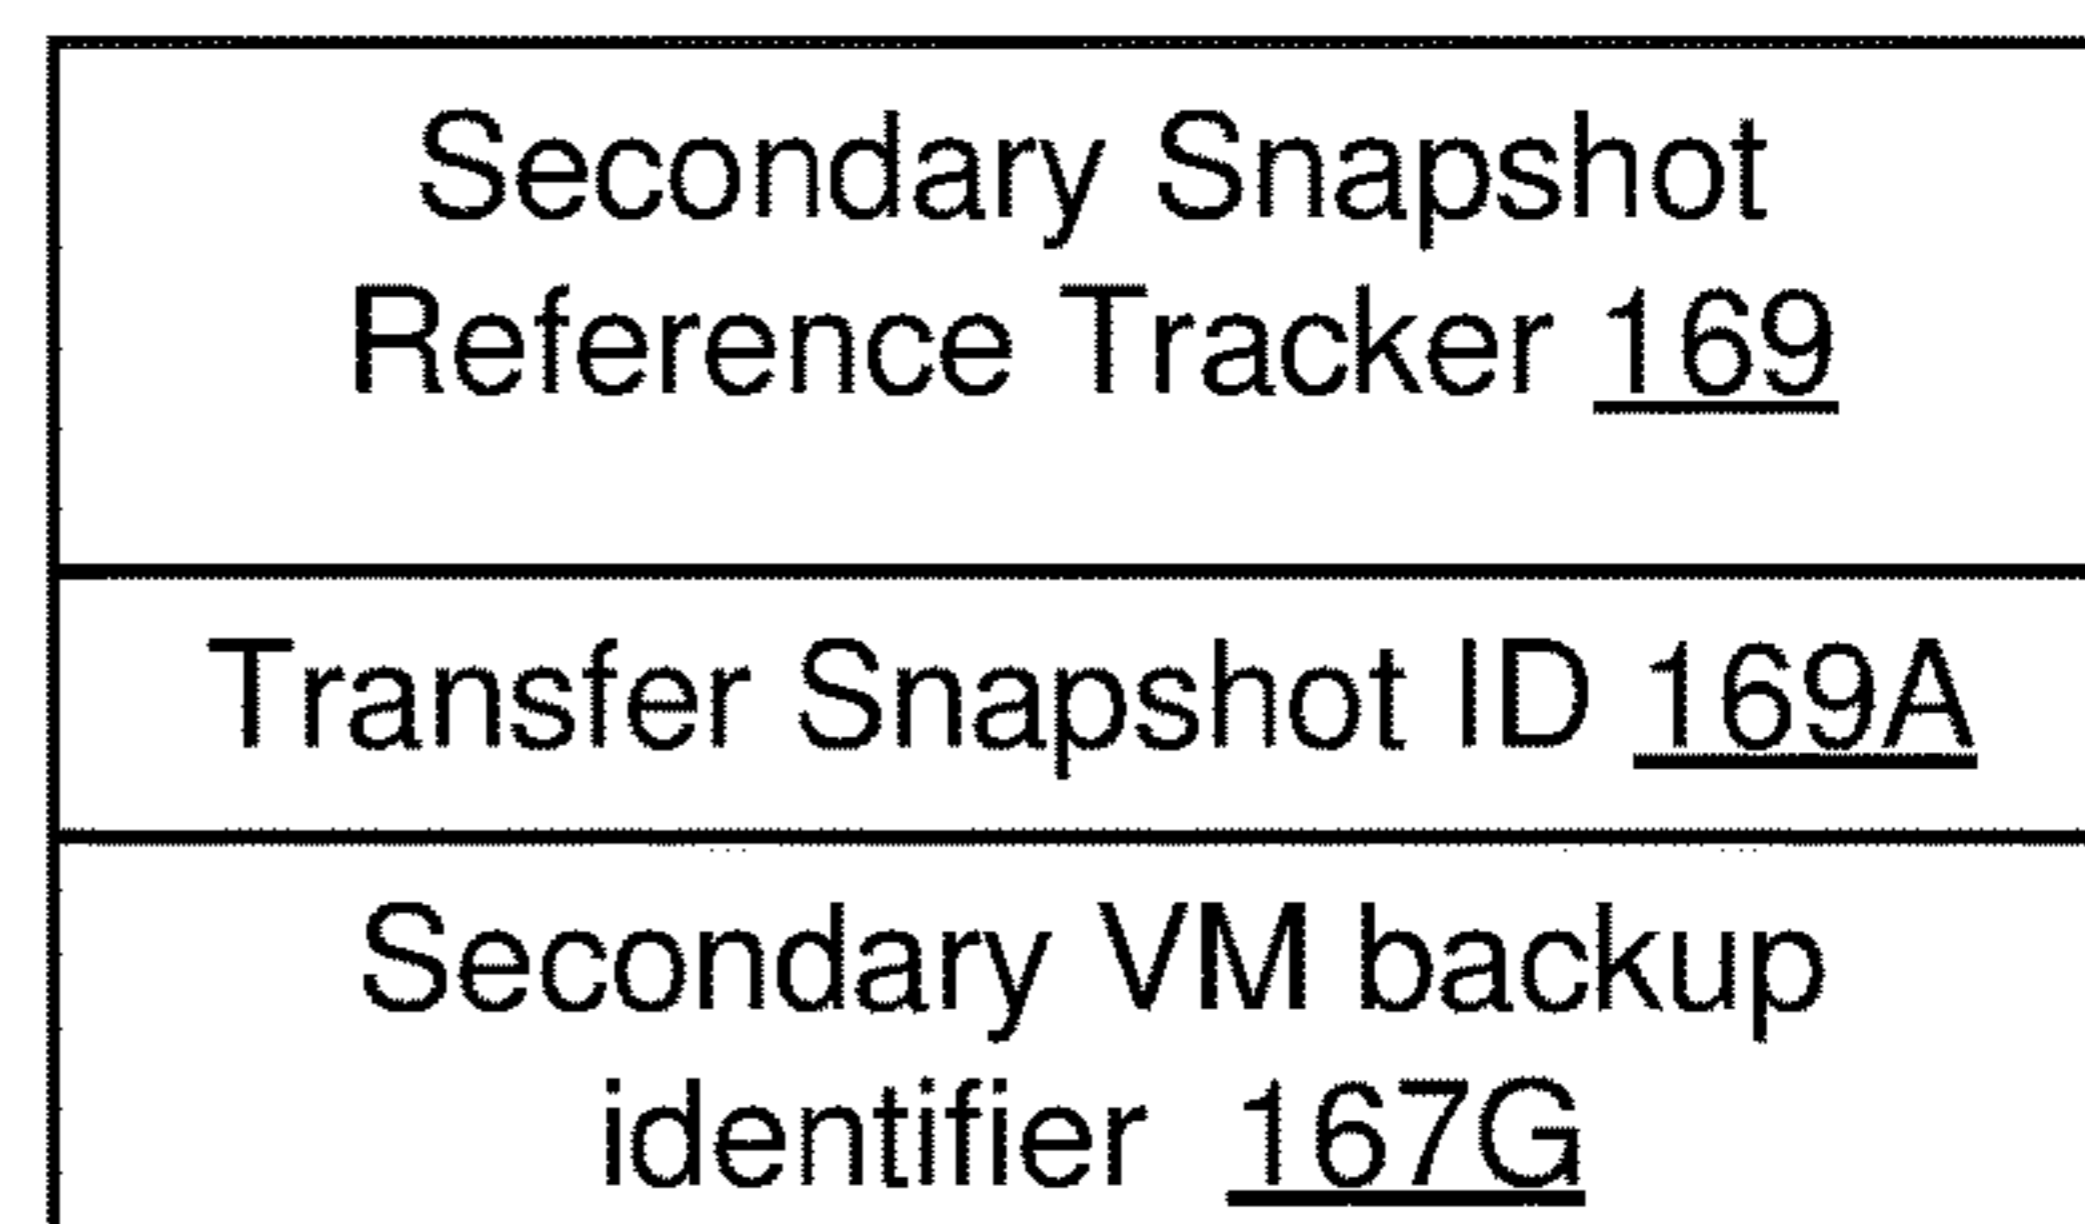 Secondary Snapshot
Reference Tracker 169
Transfer Snapshot ID 169A
Secondary VM backup
identifier 167G